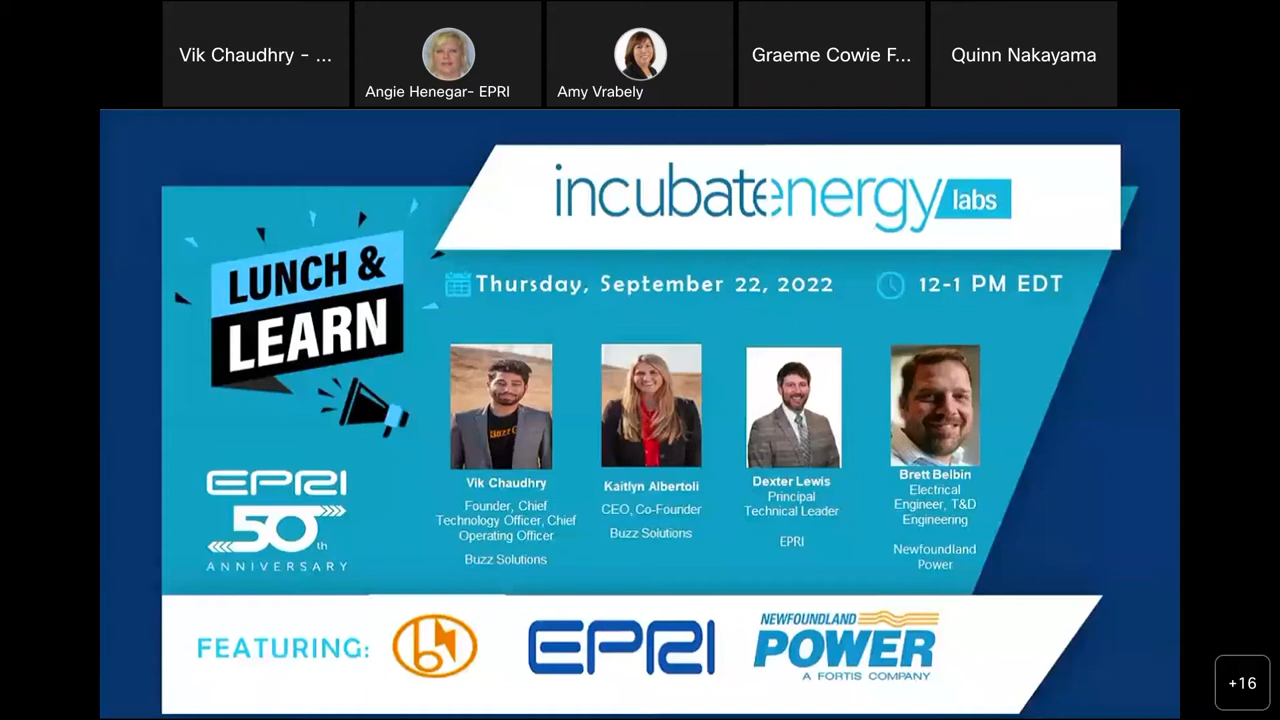 Vik Chaudhry - ...
Angie Henegar- EPRI
Amy Vrabely
Graeme Cowie F...
Quinn Nakayama
incubatenergy labs
LUNCH &
LEARN
Thursday, September 22, 2022
12-1 PM EDT
Vik Chaudhry
Founder, Chief
Technology Officer, Chief
Operating Officer
Buzz Solutions
Kaitlyn Albertoli
CEO, Co-Founder
Buzz Solutions
Dexter Lewis
Principal
Technical Leader
EPRI
Brett Belbin
Electrical
Engineer, T&D
Engineering
Newfoundland
Power
EPRI
50th
ANNIVERSARY
FEATURING:
b
EPRI
NEWFOUNDLAND
POWER
A FORTIS COMPANY
+16